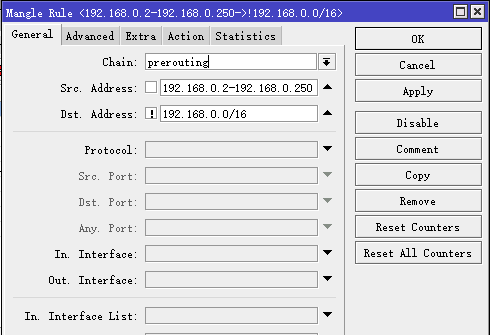 Mangle Rule <192.168.0.2-192.168.0.250->!192.168.0.0/16>
General Advanced Extra Action Statistics
Chain: prerouting
Src. Address: 192.168.0.2-192.168.0.250
Dst. Address: ! 192.168.0.0/16
Protocol:
Src. Port:
Dst. Port:
Any. Port:
In. Interface:
Out. Interface:
In. Interface List:
OK
Cancel
Apply
Disable
Comment
Copy
Remove
Reset Counters
Reset All Counters